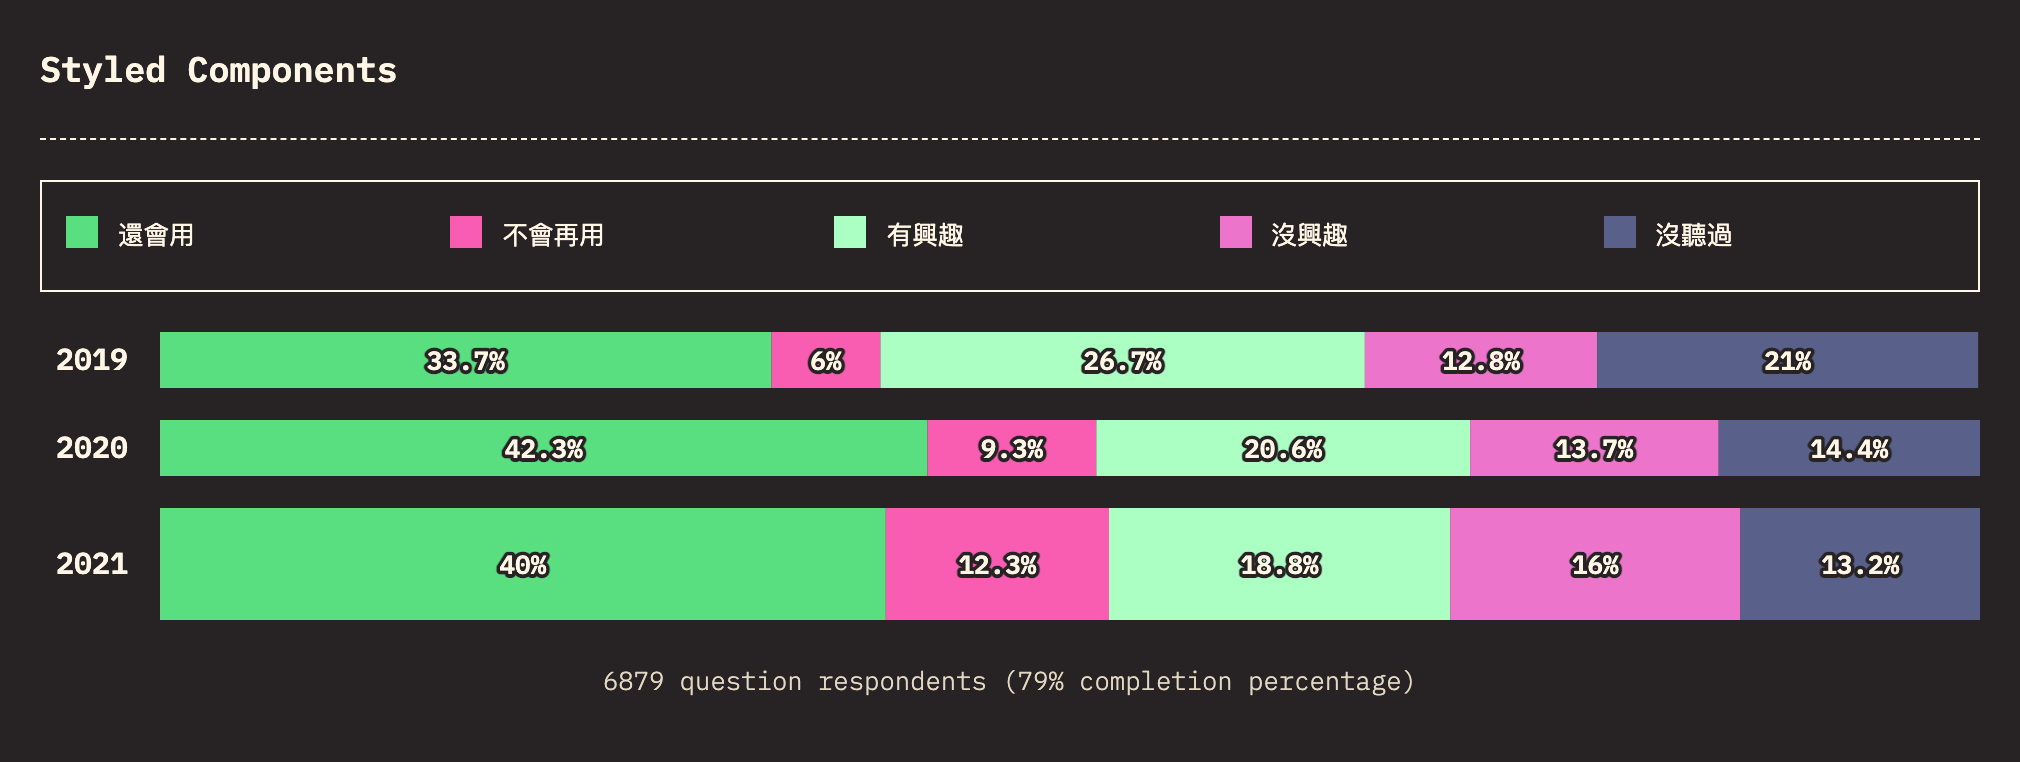 Styled Components
還會用 不會再用 有興趣 沒興趣 沒聽過
2019 33.7% 6% 26.7% 12.8% 21%
2020 42.3% 9.3% 20.6% 13.7% 14.4%
2021 40% 12.3% 18.8% 16% 13.2%
6879 question respondents (79% completion percentage)